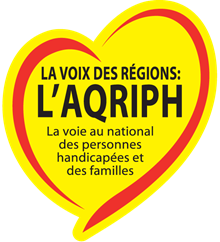 LA VOIX DES RÉGIONS:
L'AQRIPH
La voie au national
des personnes
handicapées et
des familles